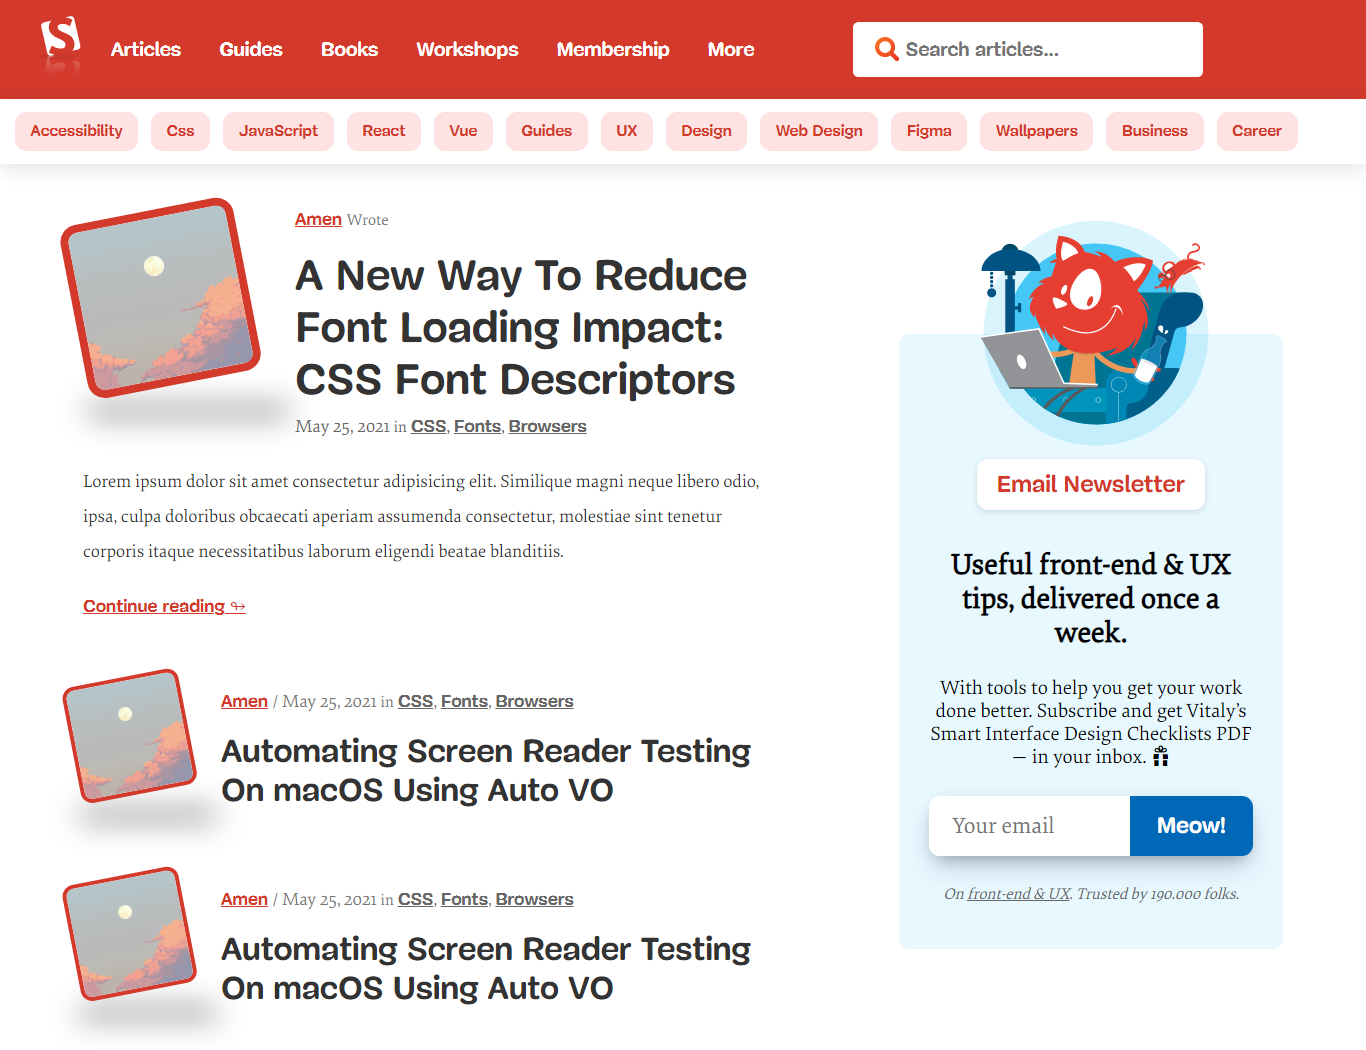 S
Articles Guides Books Workshops Membership More Search articles...
Accessibility Css JavaScript React Vue Guides UX Design Web Design Figma Wallpapers Business Career
Amen Wrote
A New Way To Reduce
Font Loading Impact:
CSS Font Descriptors
May 25, 2021 in CSS, Fonts, Browsers
Lorem ipsum dolor sit amet consectetur adipisicing elit. Similique magni neque libero odio,
ipsa, culpa doloribus obcaecati aperiam assumenda consectetur, molestiae sint tenetur
corporis itaque necessitatibus laborum eligendi beatae blanditiis.
Continue reading ↬
Amen / May 25, 2021 in CSS, Fonts, Browsers
Automating Screen Reader Testing
On macOS Using Auto VO
Amen / May 25, 2021 in CSS, Fonts, Browsers
Automating Screen Reader Testing
On macOS Using Auto VO
Email Newsletter
Useful front-end & UX
tips, delivered once a
week.
With tools to help you get your work
done better. Subscribe and get Vitaly’s
Smart Interface Design Checklists PDF
— in your inbox. 🎁
Your email Meow!
On front-end & UX. Trusted by 190.000 folks.